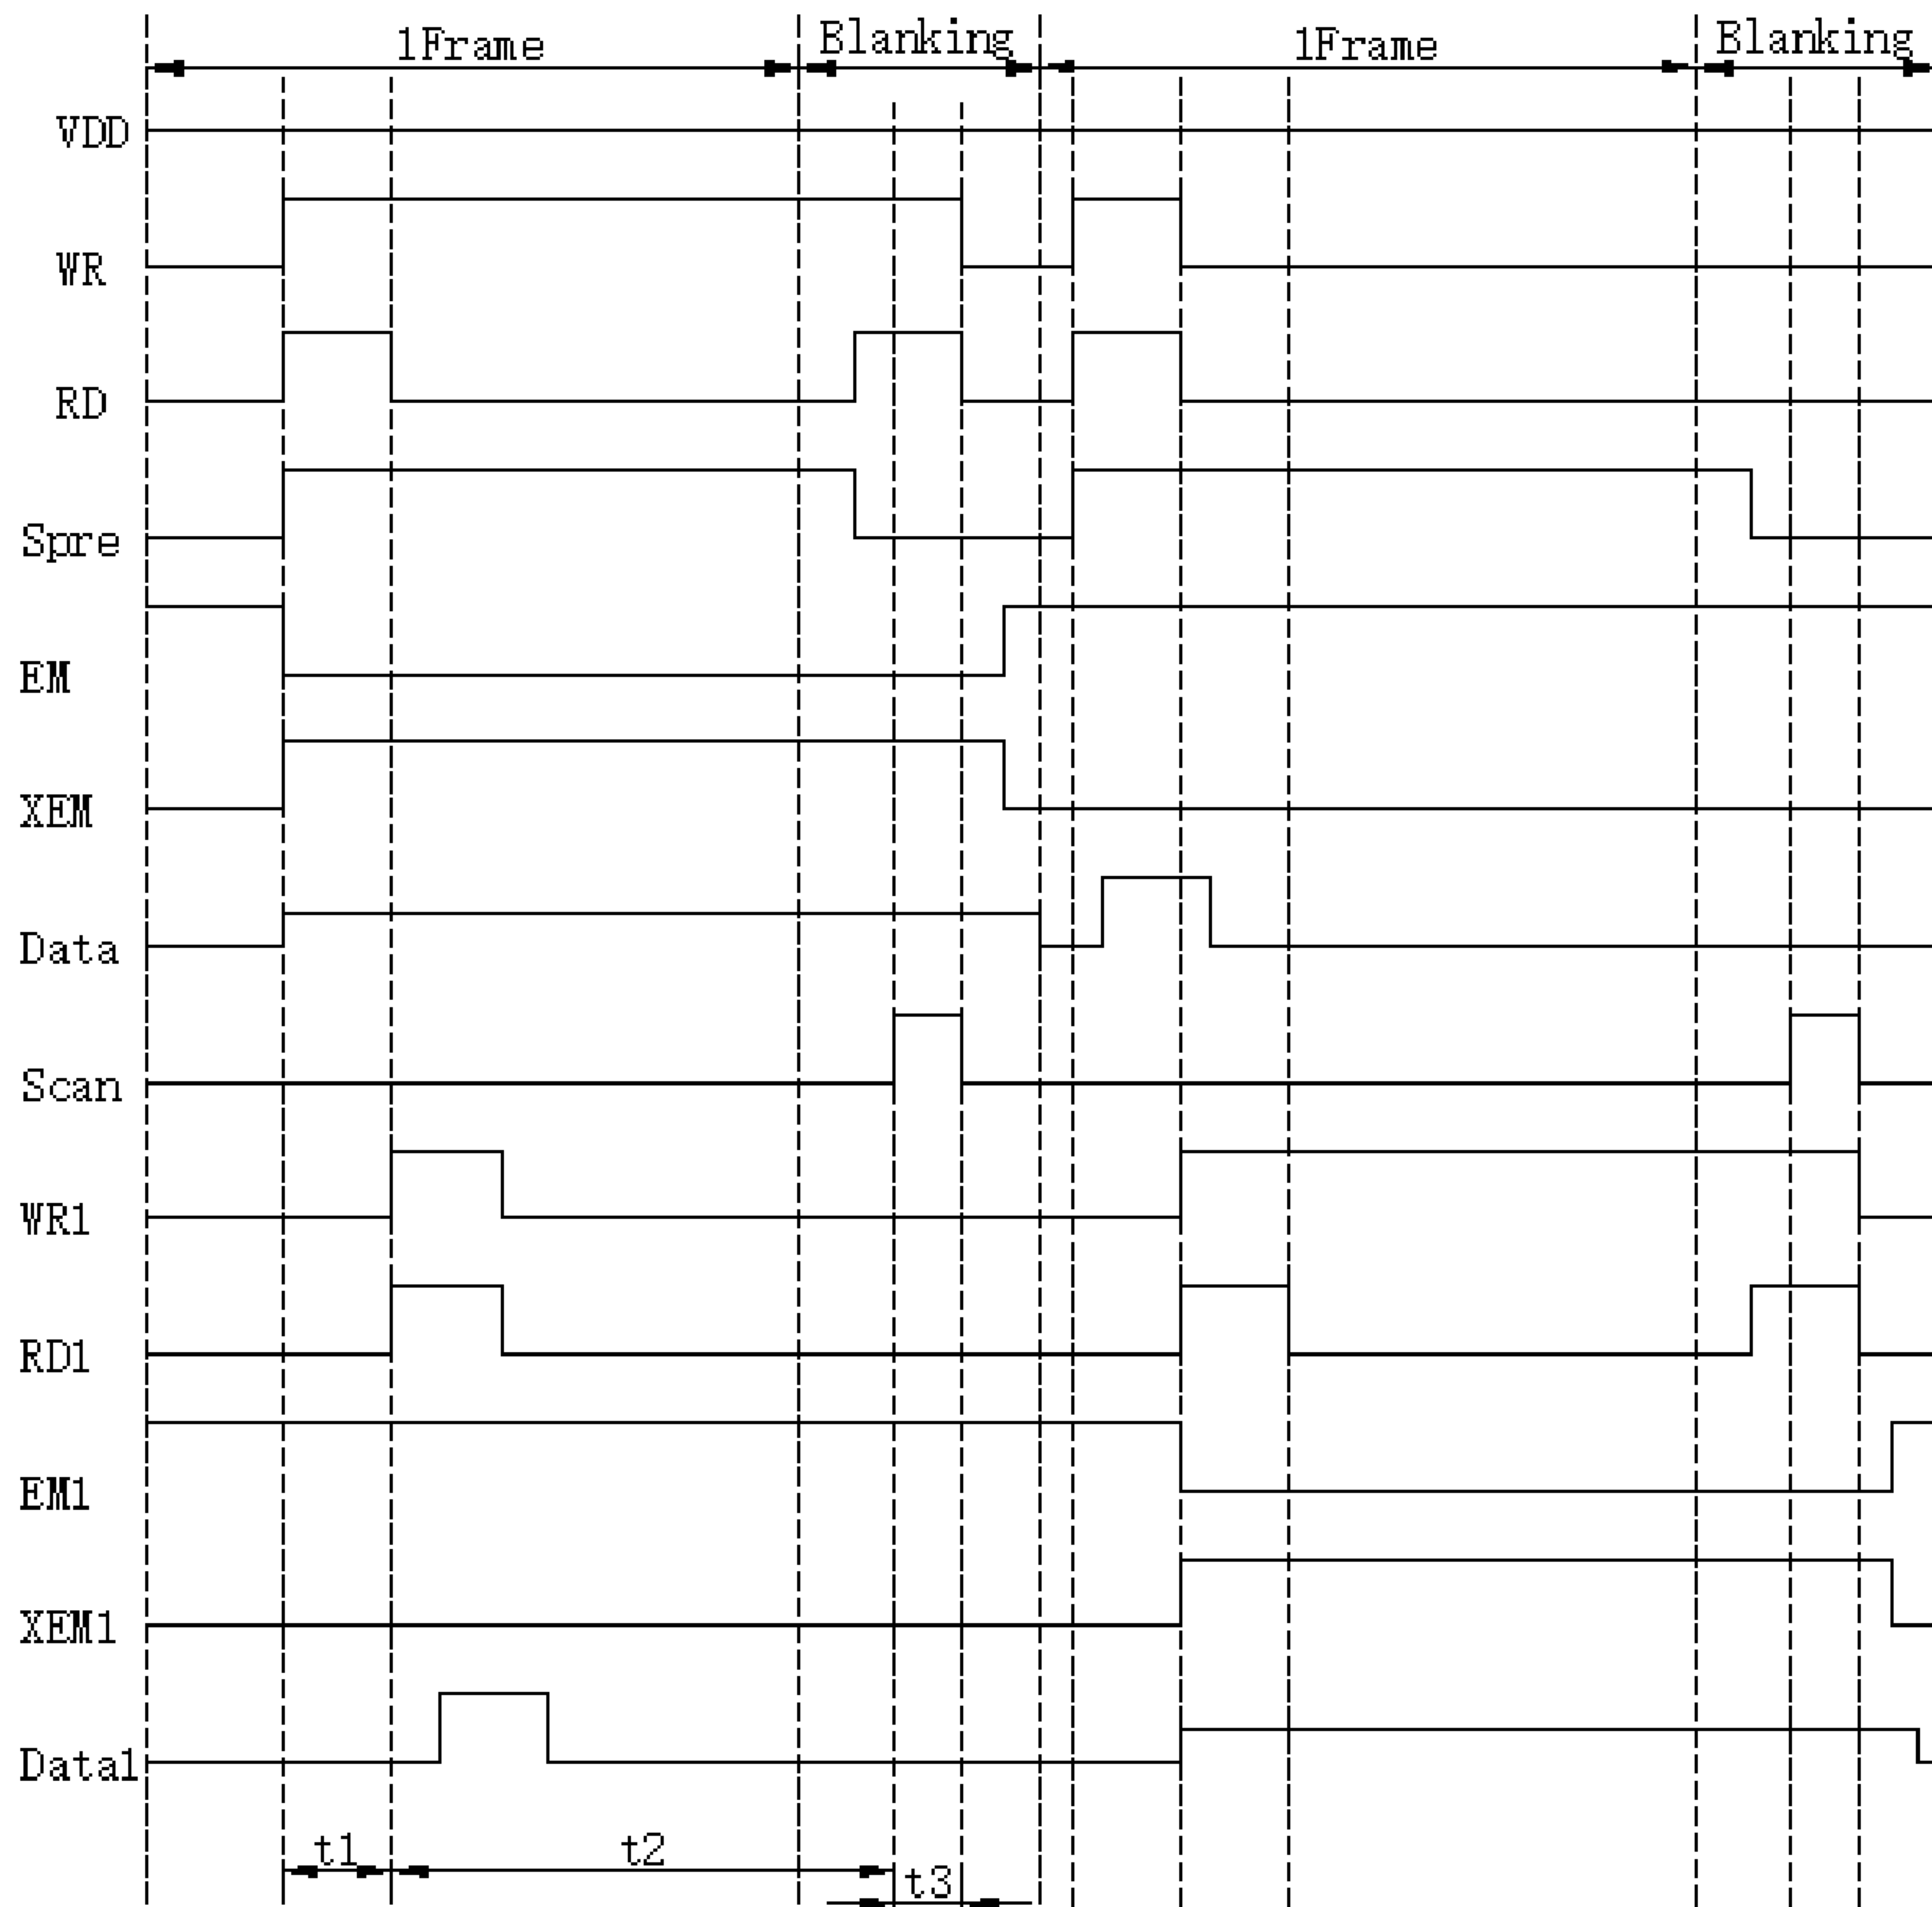 1Frame Blanking 1Frame Blanking
VDD
WR
RD
Spre
EM
XEM
Data
Scan
WR1
RD1
EM1
XEM1
Data1
t1 t2
t3